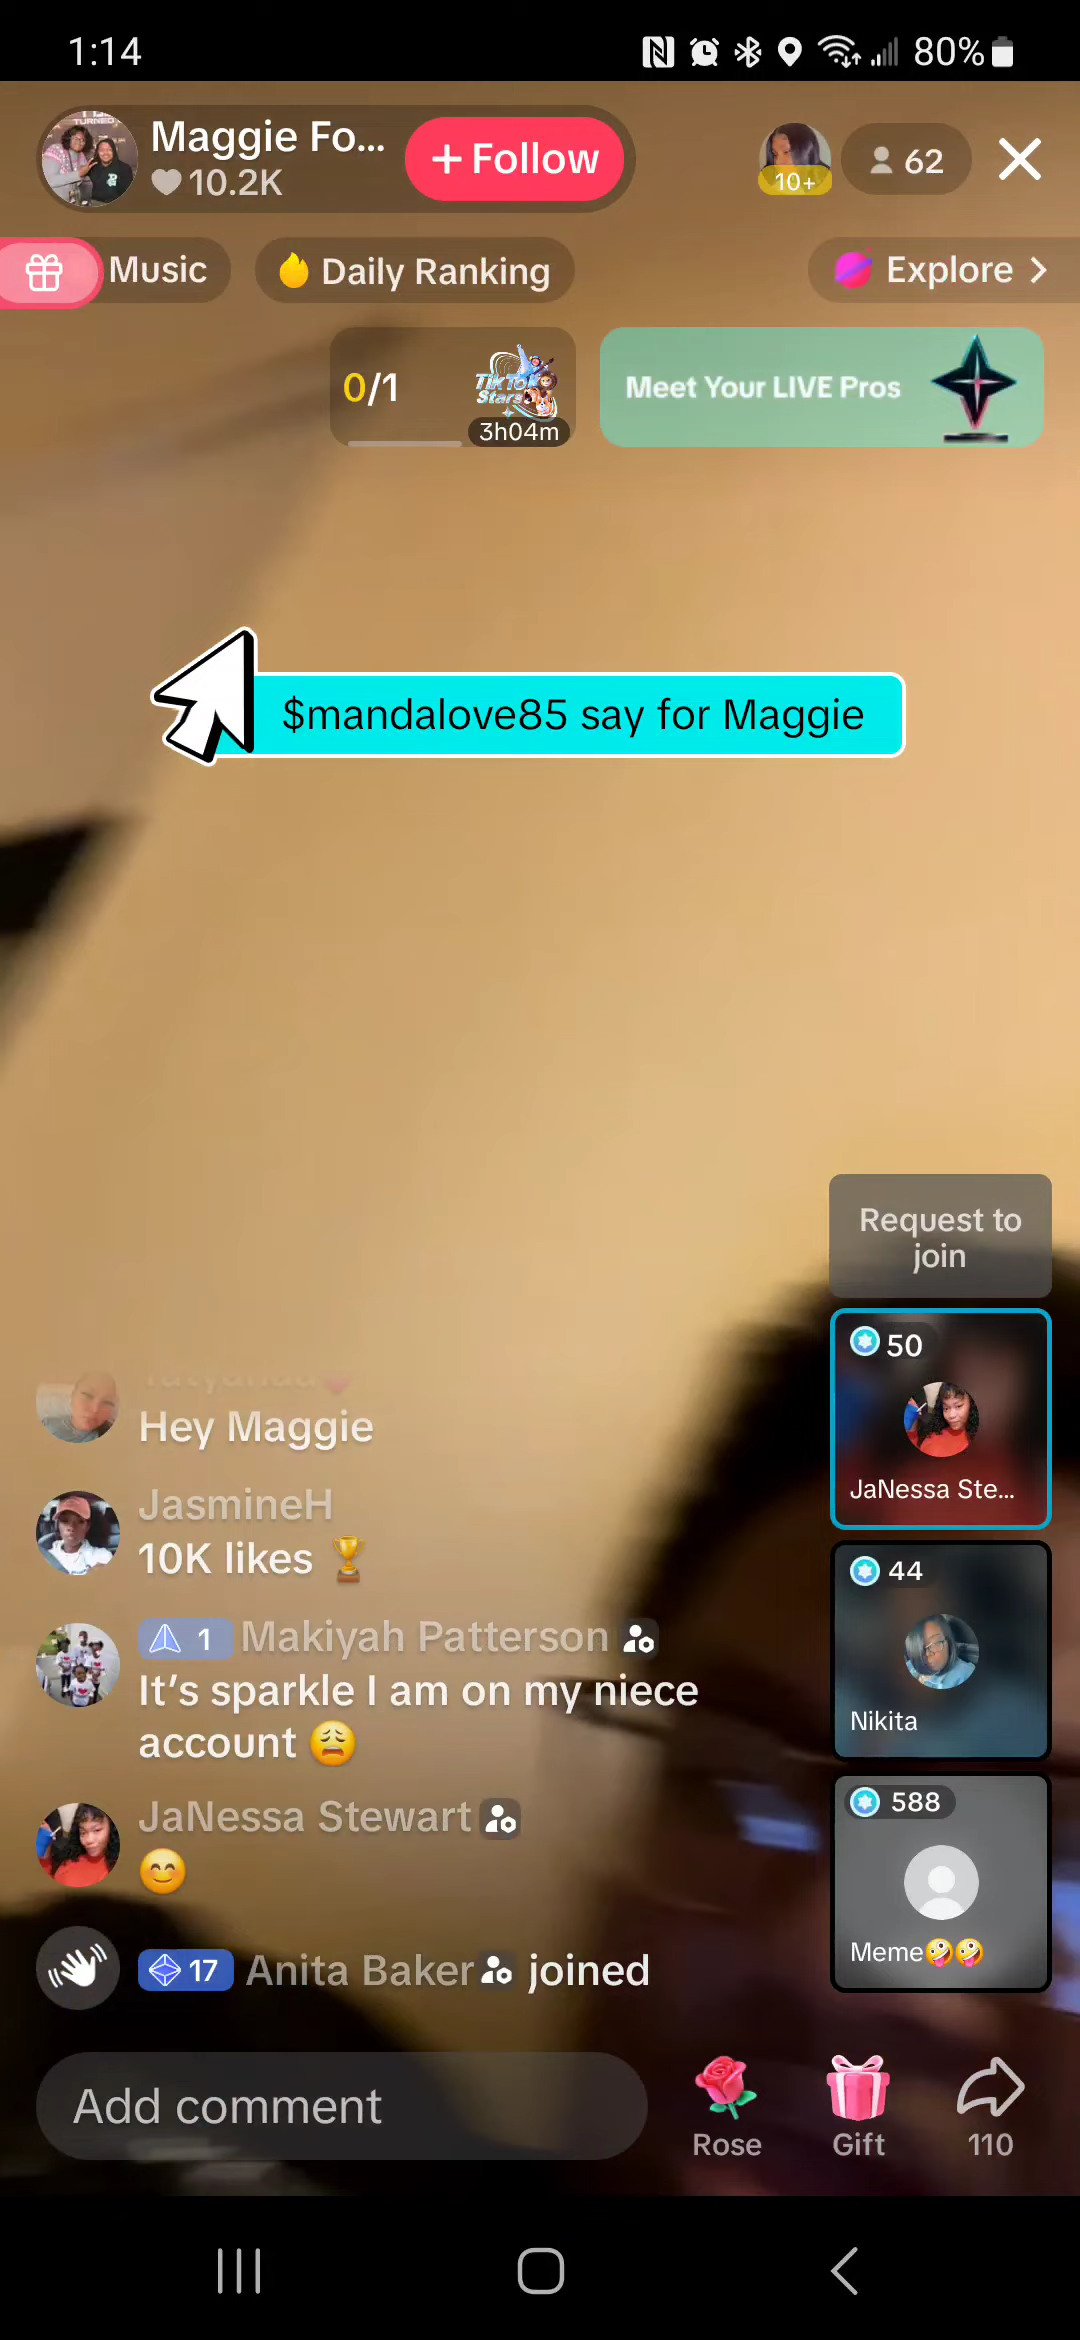 1:14
80%
Maggie Fo...
+ Follow
10.2K
10+
62
Music
Daily Ranking
Explore >
0/1
TikTok Stars
3h04m
Meet Your LIVE Pros
$mandalove85 say for Maggie
Request to
join
50
JaNessa Ste...
Hey Maggie
JasmineH
10K likes 🏆
44
Nikita
1 Makiyah Patterson
It's sparkle I am on my niece
account 😩
JaNessa Stewart
😊
588
Meme🤪🤪
17 Anita Baker joined
Add comment
Rose
Gift
110